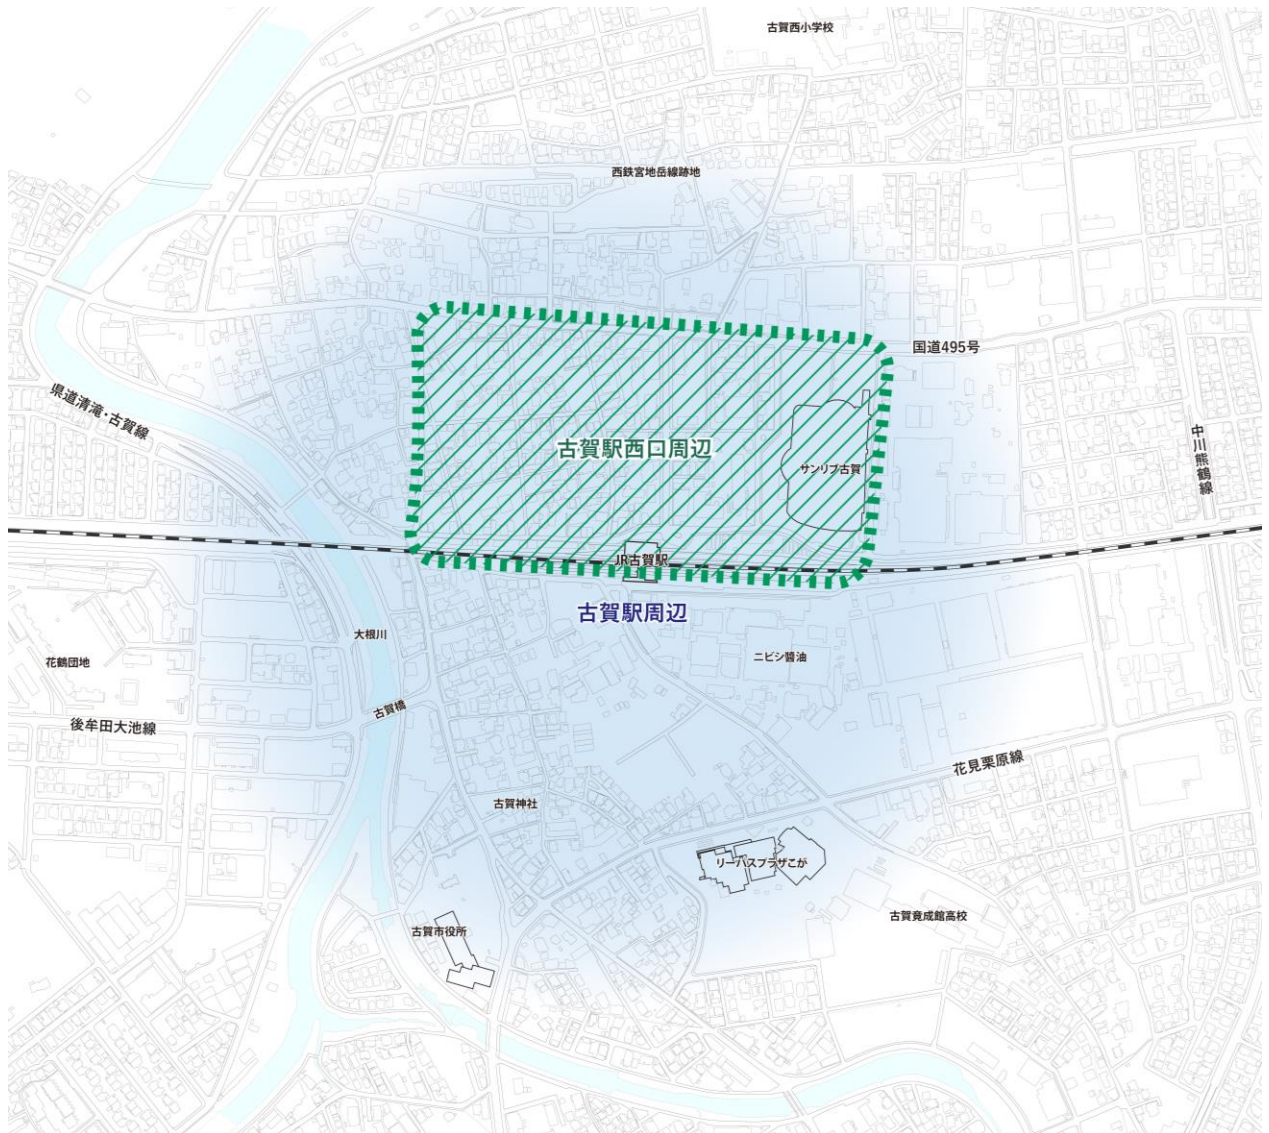 古賀西小学校
西鉄宮地岳線跡地
国道495号
県道清滝・古賀線
中川熊鶴線
古賀駅西口周辺
サンリブ古賀
JR古賀駅
古賀駅周辺
大根川
ニビシ醤油
花鶴団地
古賀橋
後牟田大池線
花見栗原線
古賀神社
リーパスプラザこが
古賀竟成館高校
古賀市役所